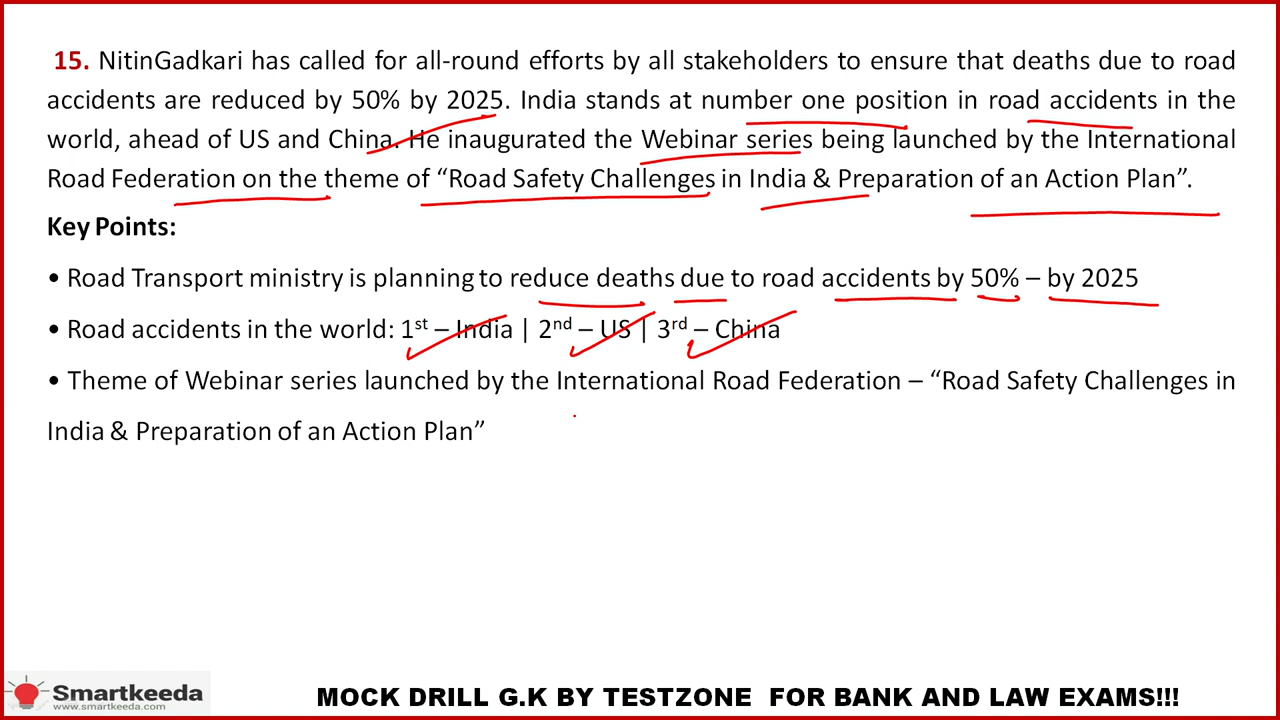 15. NitinGadkari has called for all-round efforts by all stakeholders to ensure that deaths due to road
accidents are reduced by 50% by 2025. India stands at number one position in road accidents in the
world, ahead of US and China. He inaugurated the Webinar series being launched by the International
Road Federation on the theme of “Road Safety Challenges in India & Preparation of an Action Plan”.
Key Points:
• Road Transport ministry is planning to reduce deaths due to road accidents by 50% – by 2025
• Road accidents in the world: 1st – India | 2nd – US | 3rd – China
• Theme of Webinar series launched by the International Road Federation – “Road Safety Challenges in
India & Preparation of an Action Plan”
Smartkeeda
www.smartkeeda.com
MOCK DRILL G.K BY TESTZONE FOR BANK AND LAW EXAMS!!!